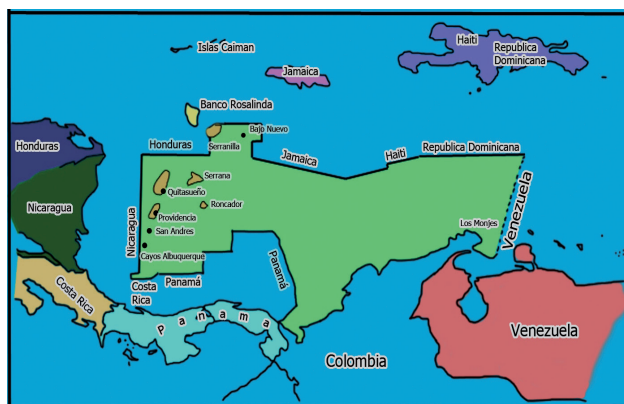 Islas Caiman
Haiti
Republica
Dominicana
Jamaica
Banco Rosalinda
Honduras
Honduras
Serranilla
Bajo Nuevo
Jamaica
Haiti
Republica Dominicana
Nicaragua
Nicaragua
Quitasueño
Serrana
Roncador
Providencia
San Andres
Cayos Albuquerque
Los Monjes
Venezuela
Costa Rica
Costa
Rica
Panamá
Panamá
Panama
Colombia
Venezuela